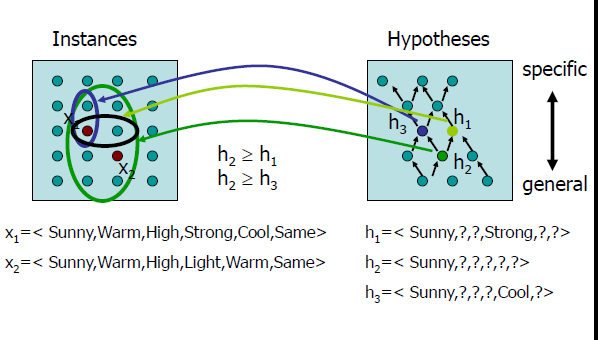 Instances
Hypotheses
specific
general
x1
x2
h3
h1
h2
h2 ≥ h1
h2 ≥ h3
x1=< Sunny,Warm,High,Strong,Cool,Same>
x2=< Sunny,Warm,High,Light,Warm,Same>
h1=< Sunny,?,?,Strong,?,?>
h2=< Sunny,?,?,?,?,?>
h3=< Sunny,?,?,?,Cool,?>